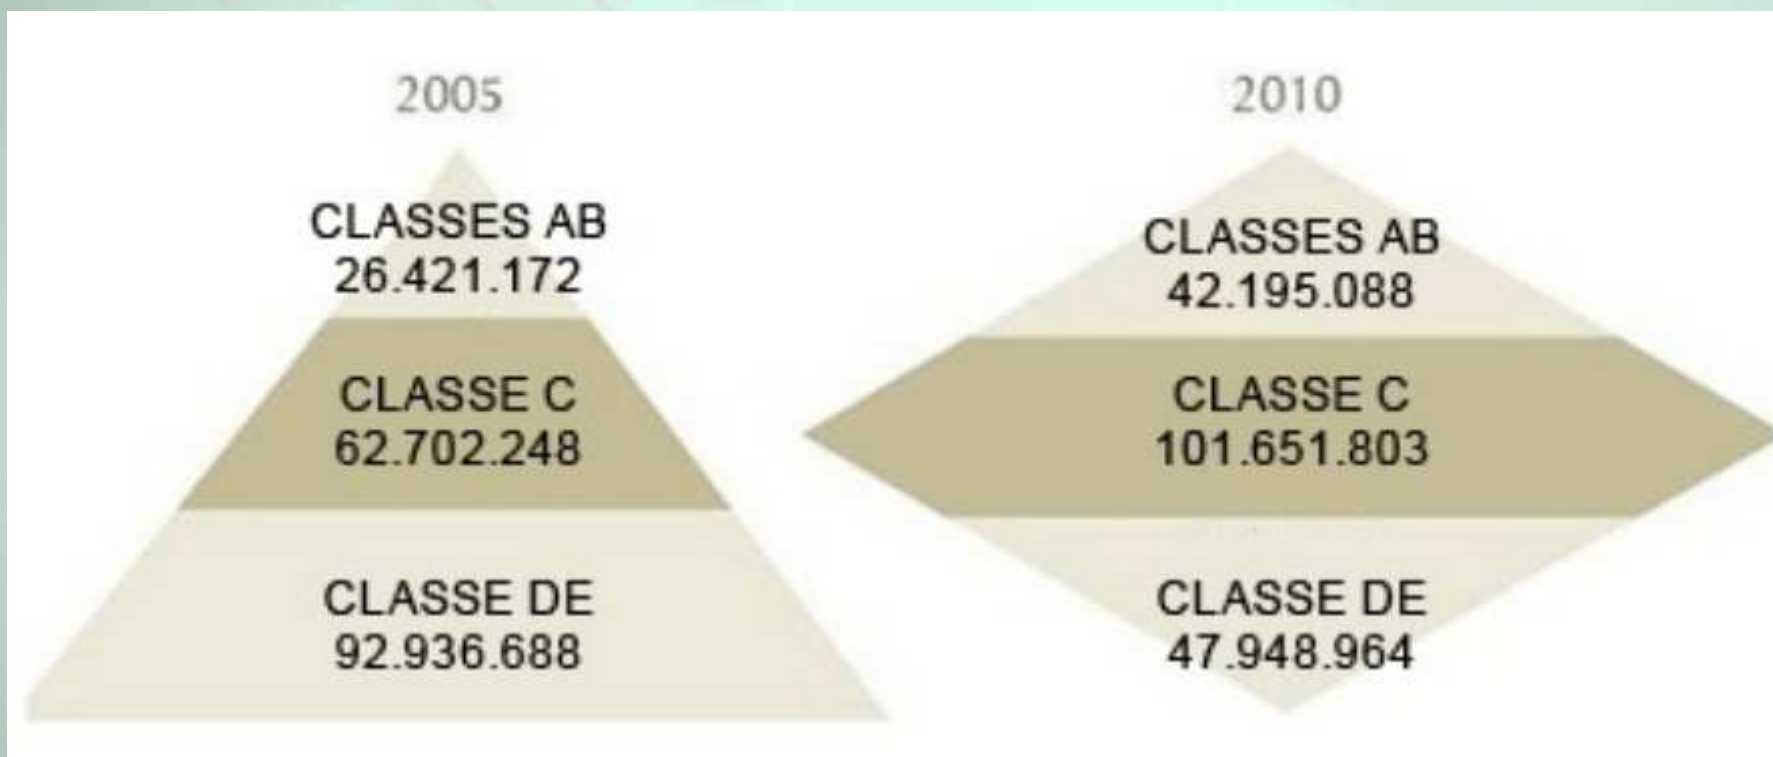 2005
CLASSES AB
26.421.172
CLASSE C
62.702.248
CLASSE DE
92.936.688
2010
CLASSES AB
42.195.088
CLASSE C
101.651.803
CLASSE DE
47.948.964